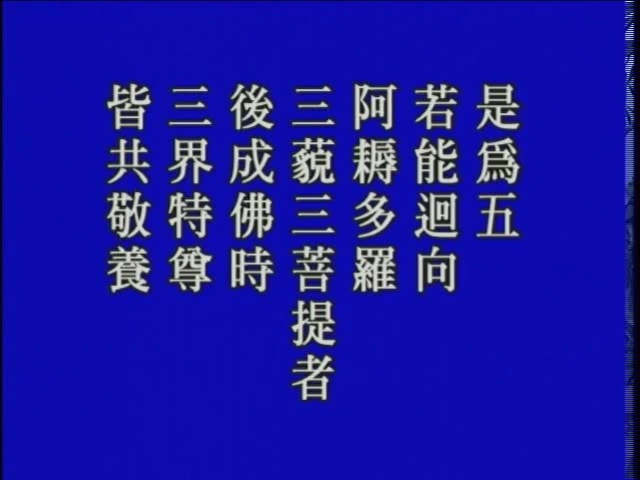 是為五
若能迴向
阿耨多羅
三藐三菩提者
後成佛時
三界特尊
皆共敬養